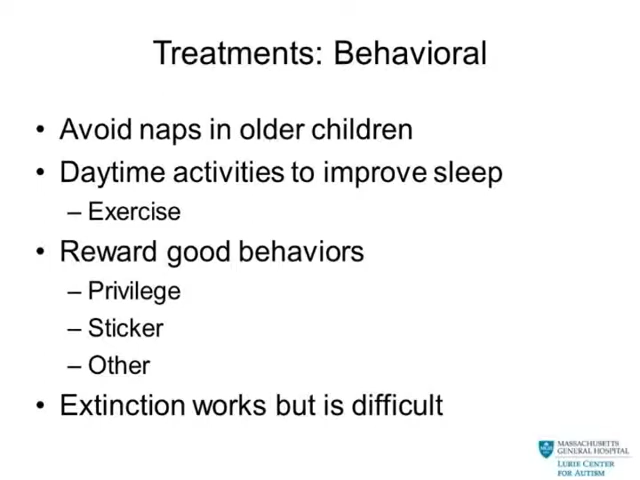 Treatments: Behavioral
• Avoid naps in older children
• Daytime activities to improve sleep
– Exercise
• Reward good behaviors
– Privilege
– Sticker
– Other
• Extinction works but is difficult
MASSACHUSETTS
GENERAL HOSPITAL
LURIE CENTER
FOR AUTISM